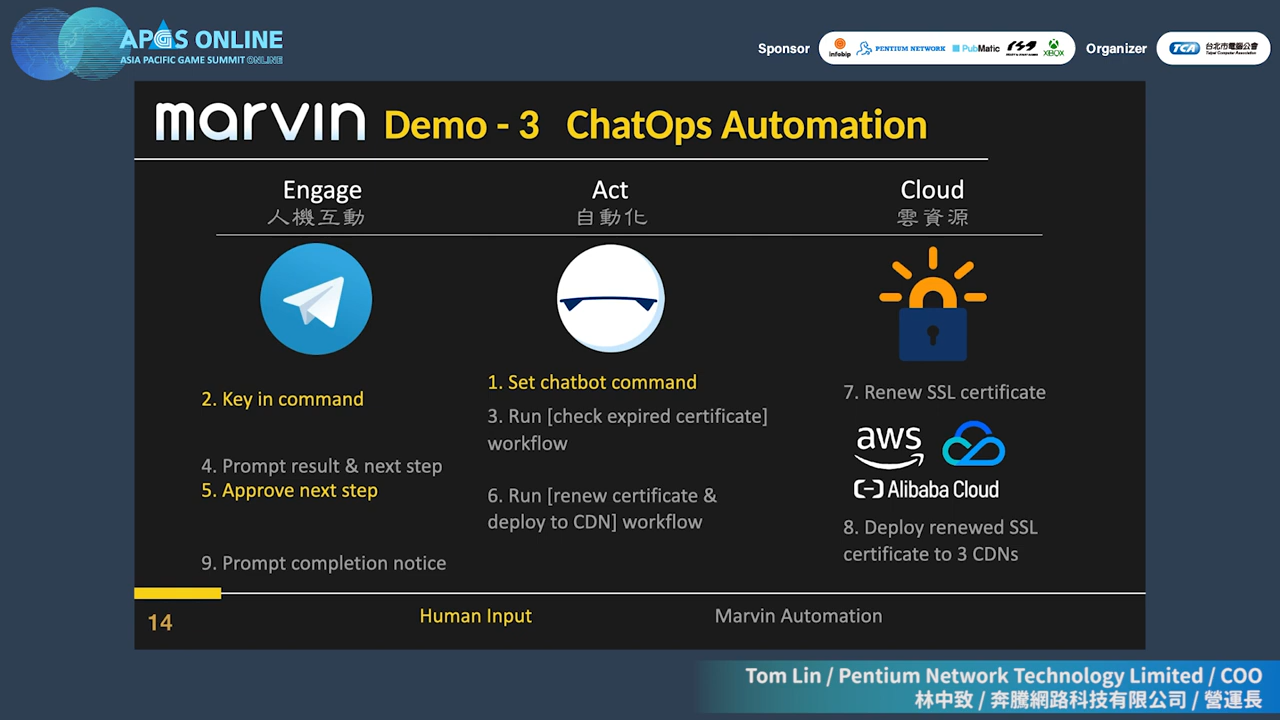 APGS ONLINE
ASIA PACIFIC GAME SUMMIT ONLINE
Sponsor
infobip
PENTIUM NETWORK
PubMatic
XBOX
Organizer
TCA 台北市電腦公會
Taipei Computer Association
marvin Demo - 3 ChatOps Automation
Engage
人機互動
Act
自動化
Cloud
雲資源
1. Set chatbot command
2. Key in command
3. Run [check expired certificate]
workflow
4. Prompt result & next step
5. Approve next step
6. Run [renew certificate &
deploy to CDN] workflow
7. Renew SSL certificate
aws
Alibaba Cloud
8. Deploy renewed SSL
certificate to 3 CDNs
9. Prompt completion notice
14
Human Input
Marvin Automation
Tom Lin / Pentium Network Technology Limited / COO
林中致 / 奔騰網路科技有限公司 / 營運長